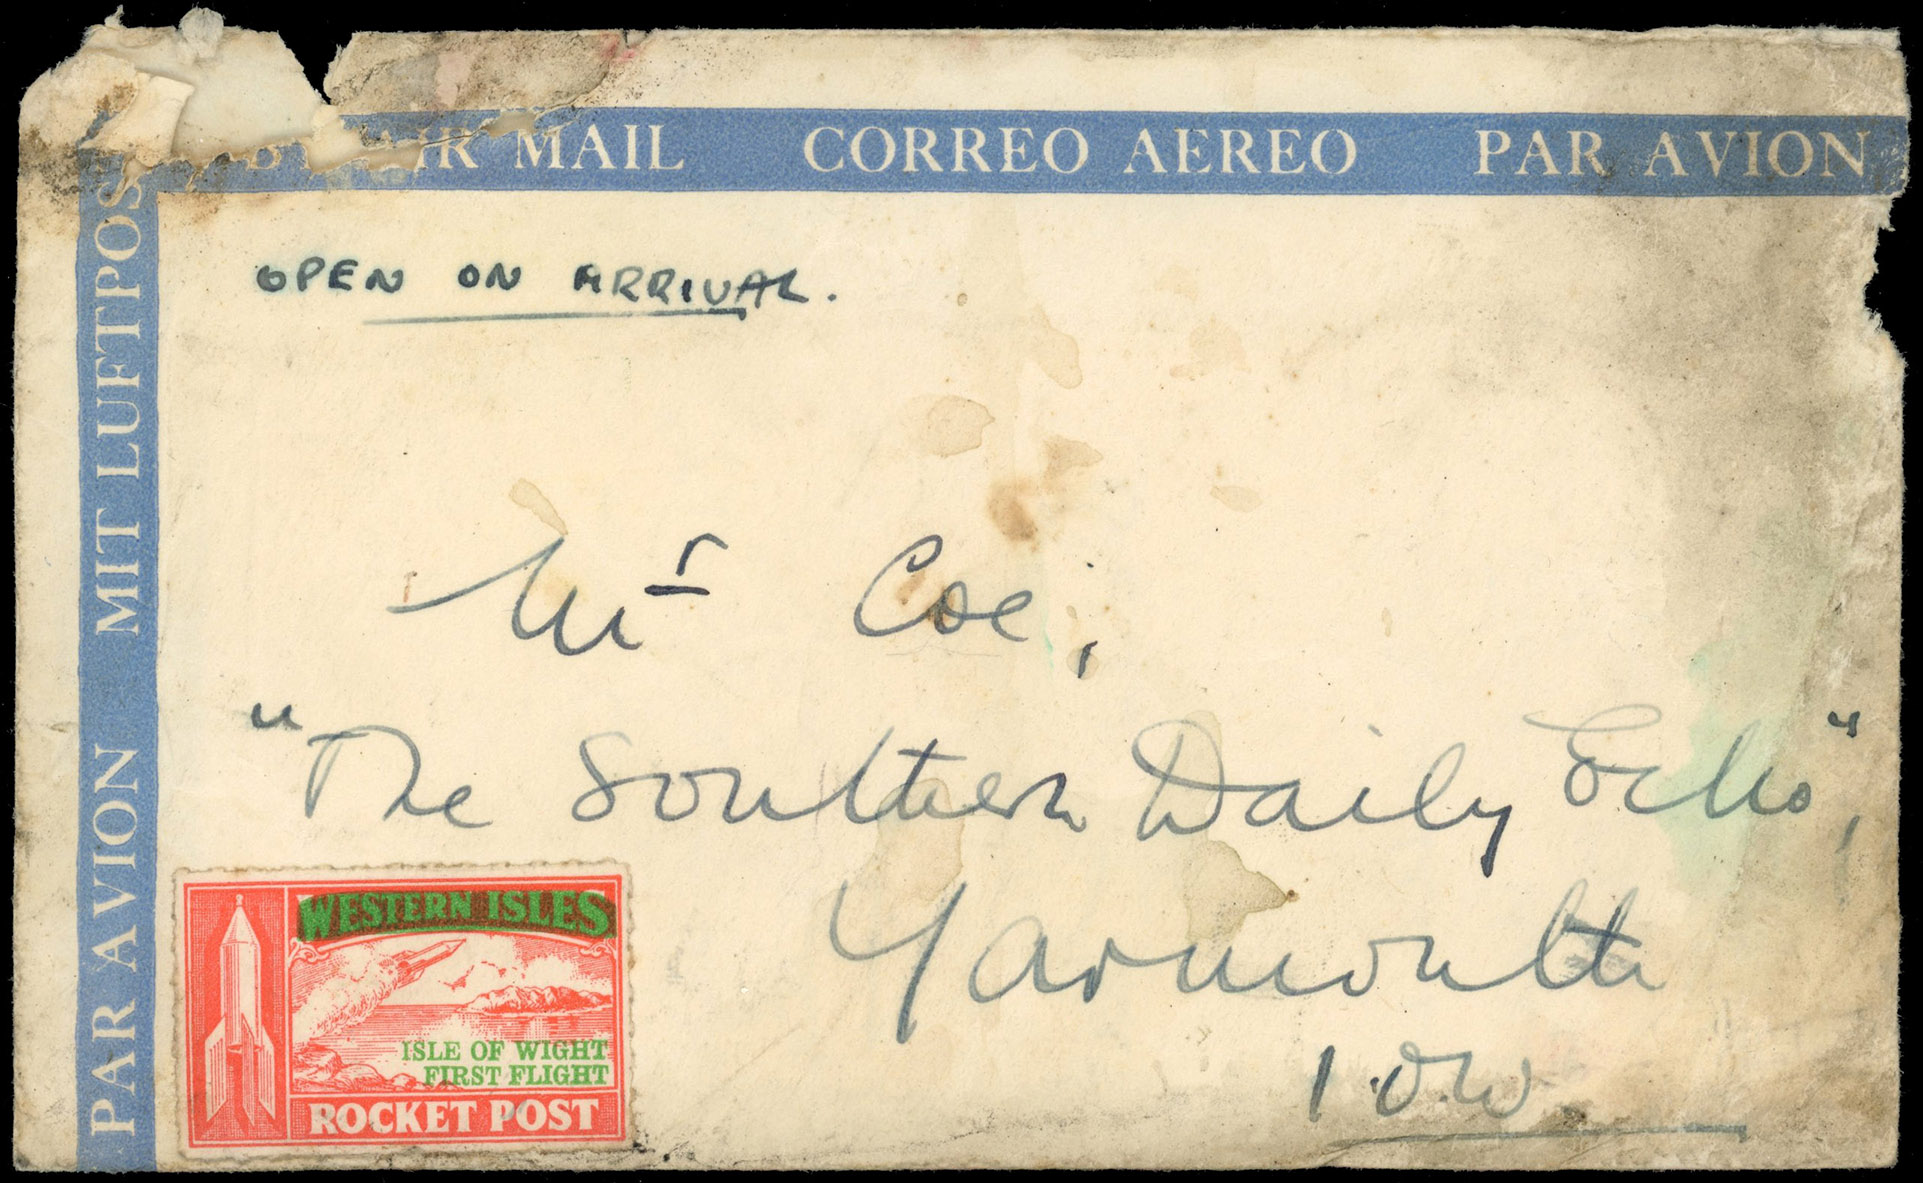 BY AIR MAIL CORREO AEREO PAR AVION
PAR AVION MIT LUFTPOS
OPEN ON ARRIVAL.
Mr Coe,
"The Southern Daily Echo",
Yarmouth
I.O.W.
WESTERN ISLES
ISLE OF WIGHT
FIRST FLIGHT
ROCKET POST